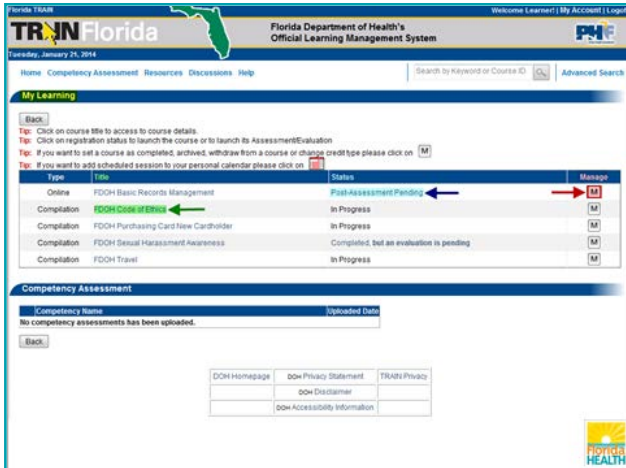 Florida TRAIN
Welcome Learner! | My Account | Logout
TRAIN Florida
Florida Department of Health's
Official Learning Management System
PHF
Tuesday, January 21, 2014
Home Competency Assessment Resources Discussions Help
Search by Keyword or Course ID
Advanced Search
My Learning
Back
Tip: Click on course title to access to course details.
Tip: Click on registration status to launch the course or to launch its Assessment/Evaluation
Tip: If you want to set a course as completed, archived, withdraw from a course or change credit type please click on M
Tip: If you want to add scheduled session to your personal calendar please click on
Type Title Status Manage
Online FDOH Basic Records Management Post-Assessment Pending M
Compilation FDOH Code of Ethics In Progress M
Compilation FDOH Purchasing Card New Cardholder In Progress M
Compilation FDOH Sexual Harassment Awareness Completed, but an evaluation is pending M
Compilation FDOH Travel In Progress M
Competency Assessment
Competency Name Uploaded Date
No competency assessments has been uploaded.
Back
DOH Homepage DOH Privacy Statement TRAIN Privacy
DOH Disclaimer
DOH Accessibility Information
Florida
HEALTH